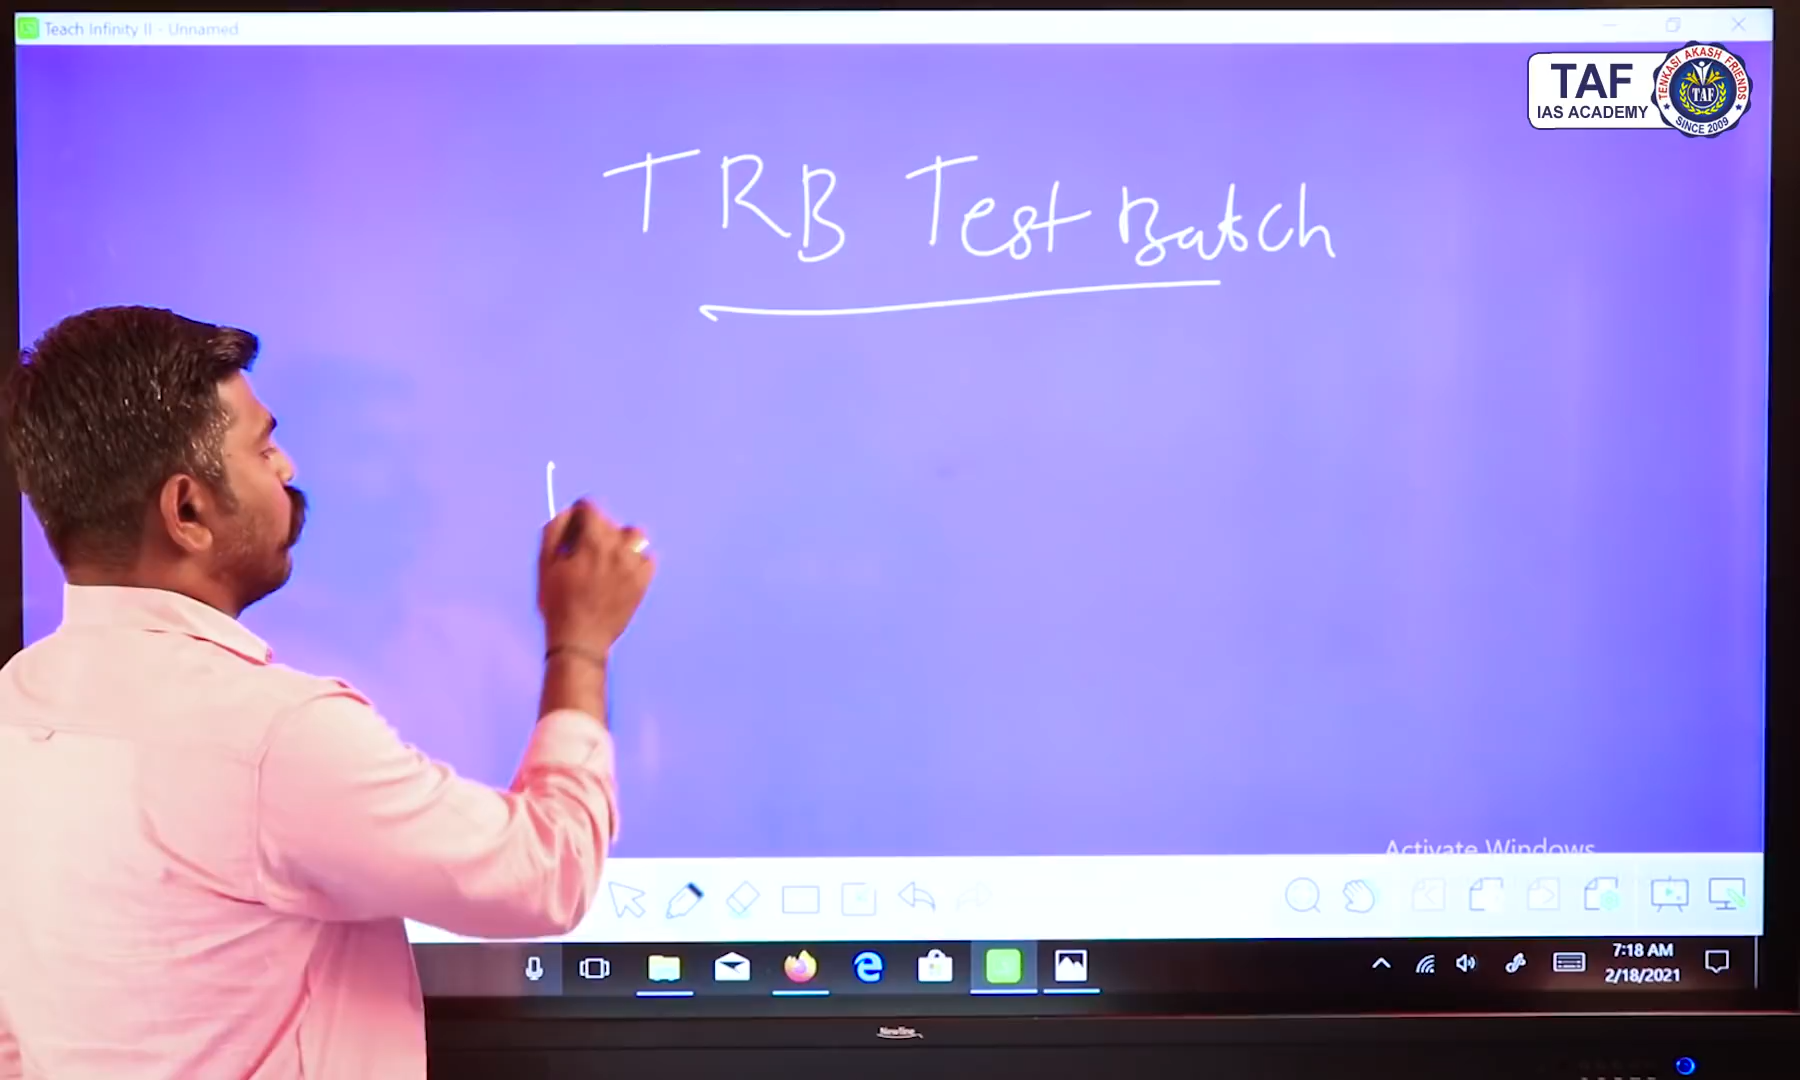 Teach Infinity II - Unnamed
TAF
IAS ACADEMY
TENKASI AKASH FRIENDS
TAF
SINCE 2009
TRB Test Batch
Activate Windows
7:18 AM
2/18/2021
Newline